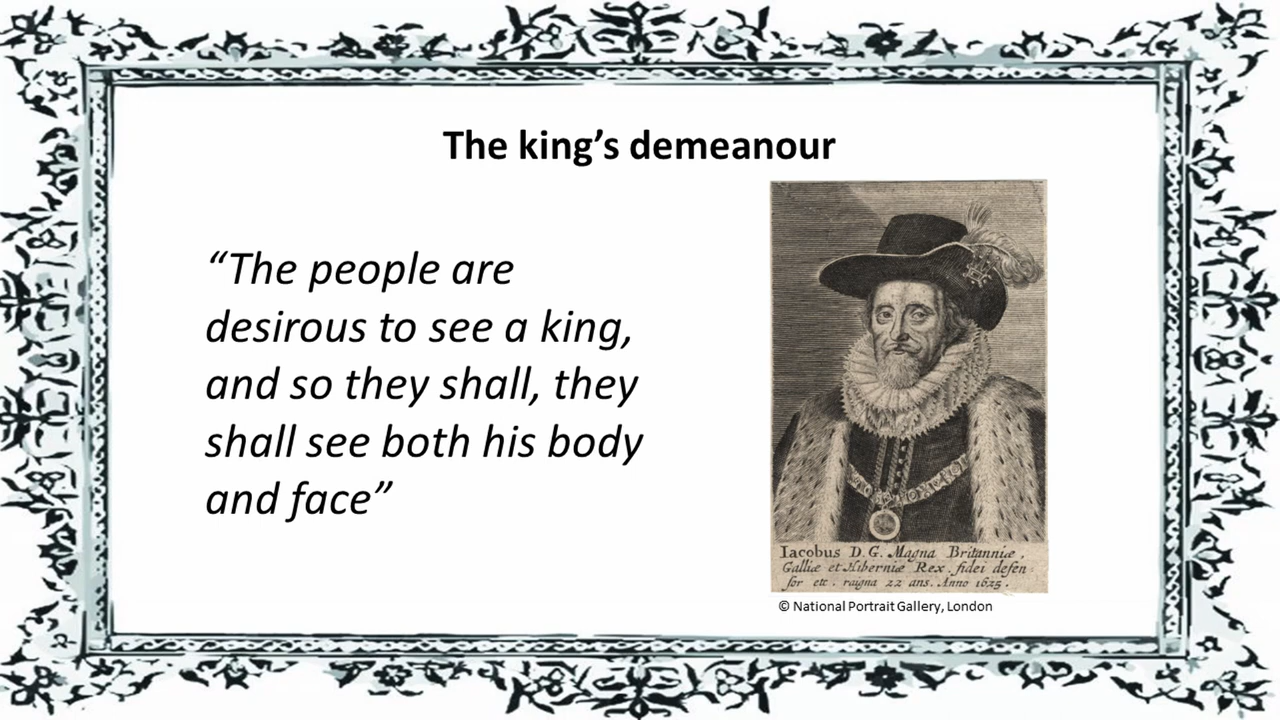 The king’s demeanour
“The people are
desirous to see a king,
and so they shall, they
shall see both his body
and face”
Iacobus D.G. Magna Britanniæ,
Galliæ et Hiberniæ Rex. fidei defen:
sor etc. raigna 22 ans. Anno 1625.
© National Portrait Gallery, London